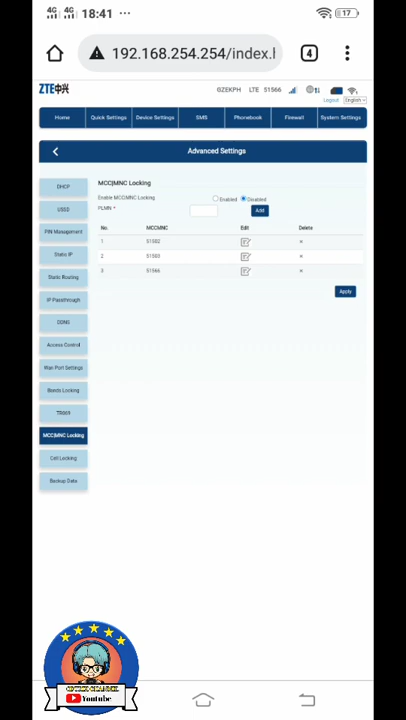 4G 4G 18:41 ...
17
192.168.254.254/index.h
4
ZTE中兴
GZEKPH LTE 51566
Logout English
Home Quick Settings Device Settings SMS Phonebook Firewall System Settings
Advanced Settings
DHCP
USSD
PIN Management
Static IP
Static Routing
IP Passthrough
DDNS
Access Control
Wan Port Settings
Bands Locking
TR069
MCC|MNC Locking
Cell Locking
Backup Data
MCC|MNC Locking
Enable MCC|MNC Locking Enabled Disabled
PLMN * Add
No. MCC|MNC Edit Delete
1 51502 ×
2 51503 ×
3 51566 ×
Apply
CHANNEL
Youtube